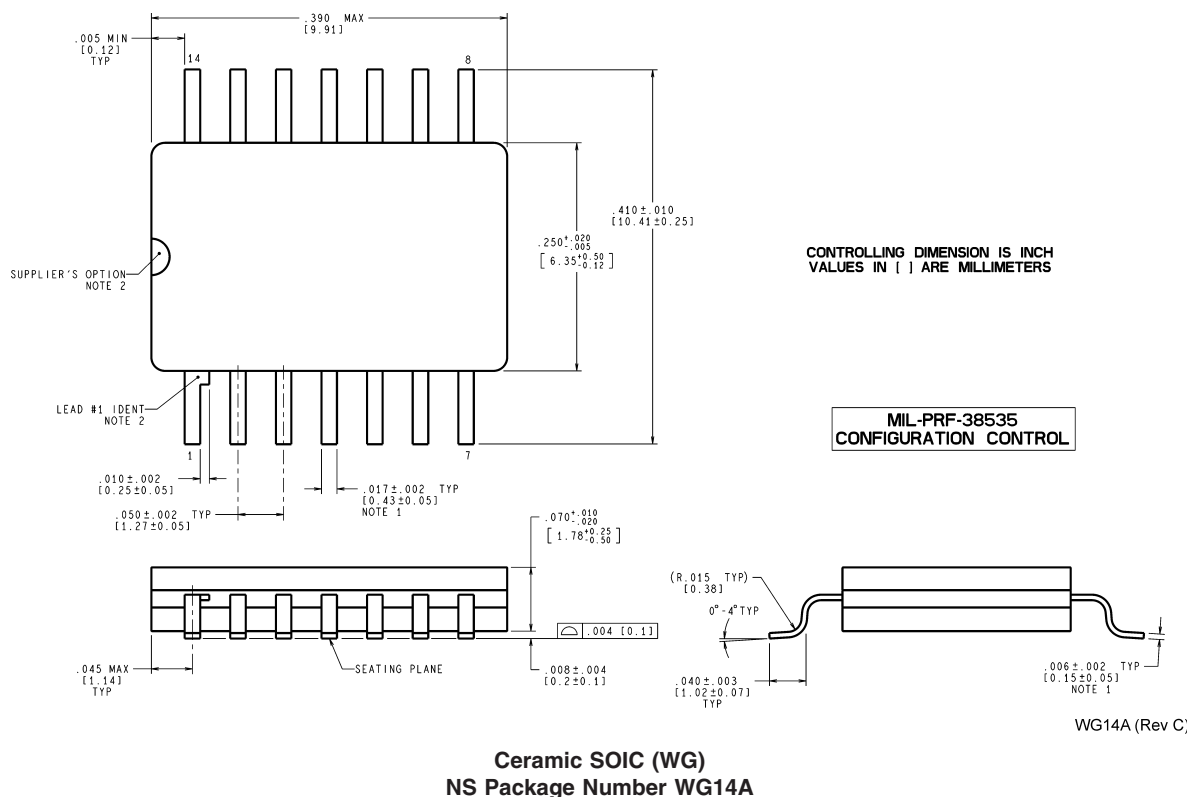 .390 MAX
[9.91]
.005 MIN
[0.12]
TYP
14
8
.410±.010
[10.41±0.25]
.250+.020
-.005
[ 6.35+0.50
-0.12 ]
CONTROLLING DIMENSION IS INCH
VALUES IN [ ] ARE MILLIMETERS
SUPPLIER'S OPTION
NOTE 2
LEAD #1 IDENT
NOTE 2
MIL-PRF-38535
CONFIGURATION CONTROL
1
7
.010±.002
[0.25±0.05]
.017±.002 TYP
[0.43±0.05]
NOTE 1
.050±.002 TYP
[1.27±0.05]
.070+.010
-.020
[ 1.78+0.25
-0.50 ]
(R.015 TYP)
[0.38]
0°-4°TYP
⌓ .004 [0.1]
SEATING PLANE
.045 MAX
[1.14]
TYP
.008±.004
[0.2±0.1]
.040±.003
[1.02±0.07]
TYP
.006±.002 TYP
[0.15±0.05]
NOTE 1
WG14A (Rev C)
Ceramic SOIC (WG)
NS Package Number WG14A